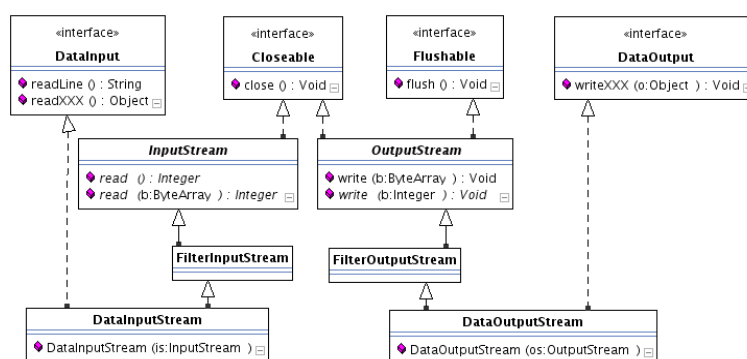 «interface»
DataInput
readLine () : String
readXXX () : Object
«interface»
Closeable
close () : Void
«interface»
Flushable
flush () : Void
«interface»
DataOutput
writeXXX (o:Object ) : Void
InputStream
read () : Integer
read (b:ByteArray ) : Integer
OutputStream
write (b:ByteArray ) : Void
write (b:Integer ) : Void
FilterInputStream
FilterOutputStream
DataInputStream
DataInputStream (is:InputStream )
DataOutputStream
DataOutputStream (os:OutputStream )